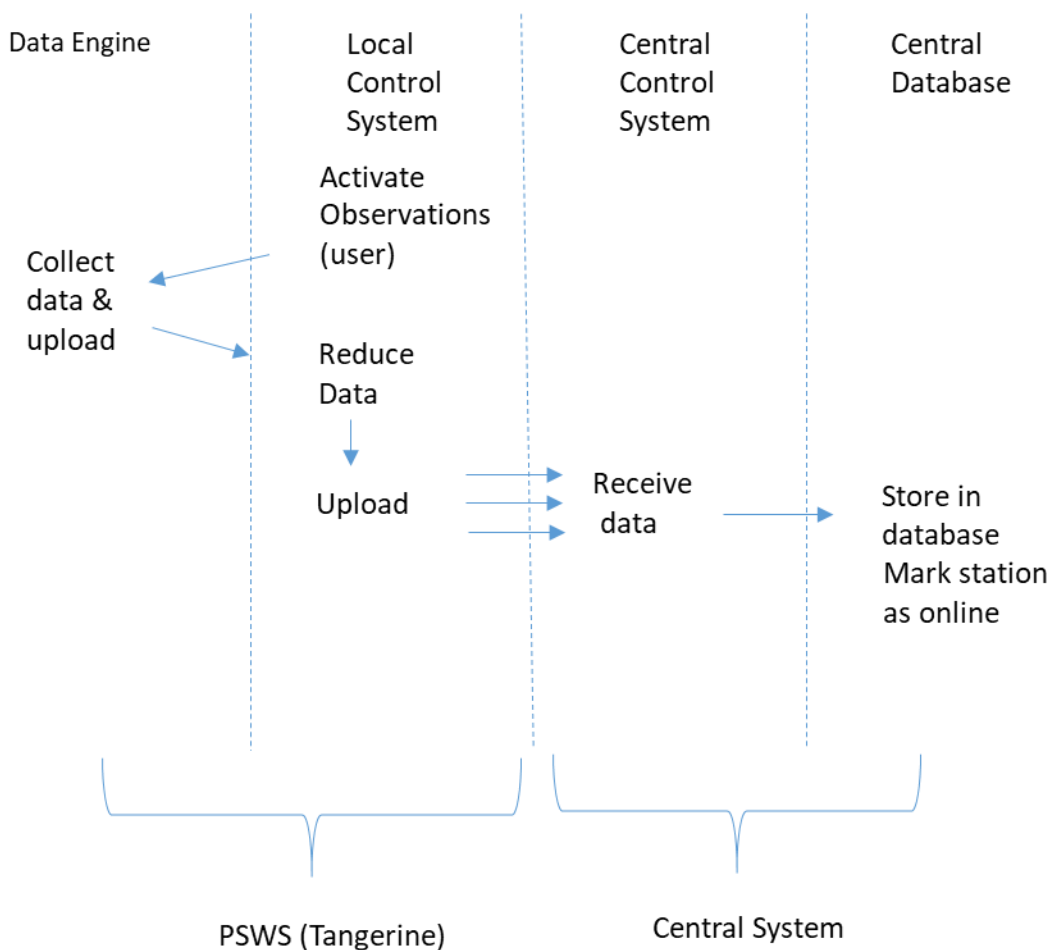 Data Engine
Local
Control
System
Central
Control
System
Central
Database
Activate
Observations
(user)
Collect
data &
upload
Reduce
Data
Upload
Receive
data
Store in
database
Mark station
as online
PSWS (Tangerine)
Central System